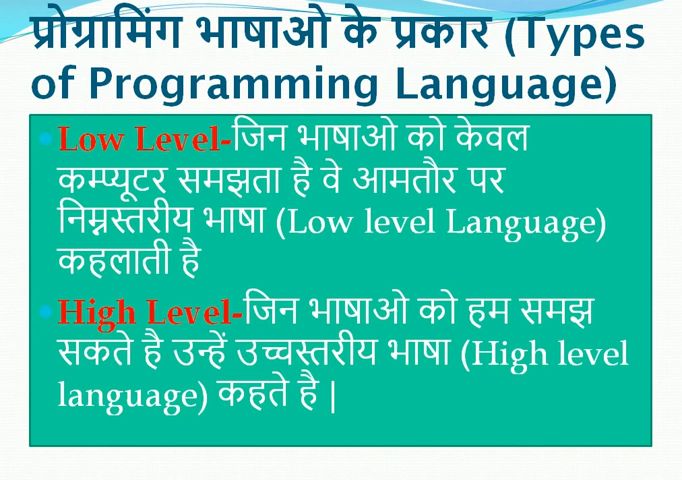 प्रोग्रामिंग भाषाओ के प्रकार (Types
of Programming Language)
Low Level-जिन भाषाओ को केवल
कम्प्यूटर समझता है वे आमतौर पर
निम्नस्तरीय भाषा (Low level Language)
कहलाती है
High Level-जिन भाषाओ को हम समझ
सकते है उन्हें उच्चस्तरीय भाषा (High level
language) कहते है |